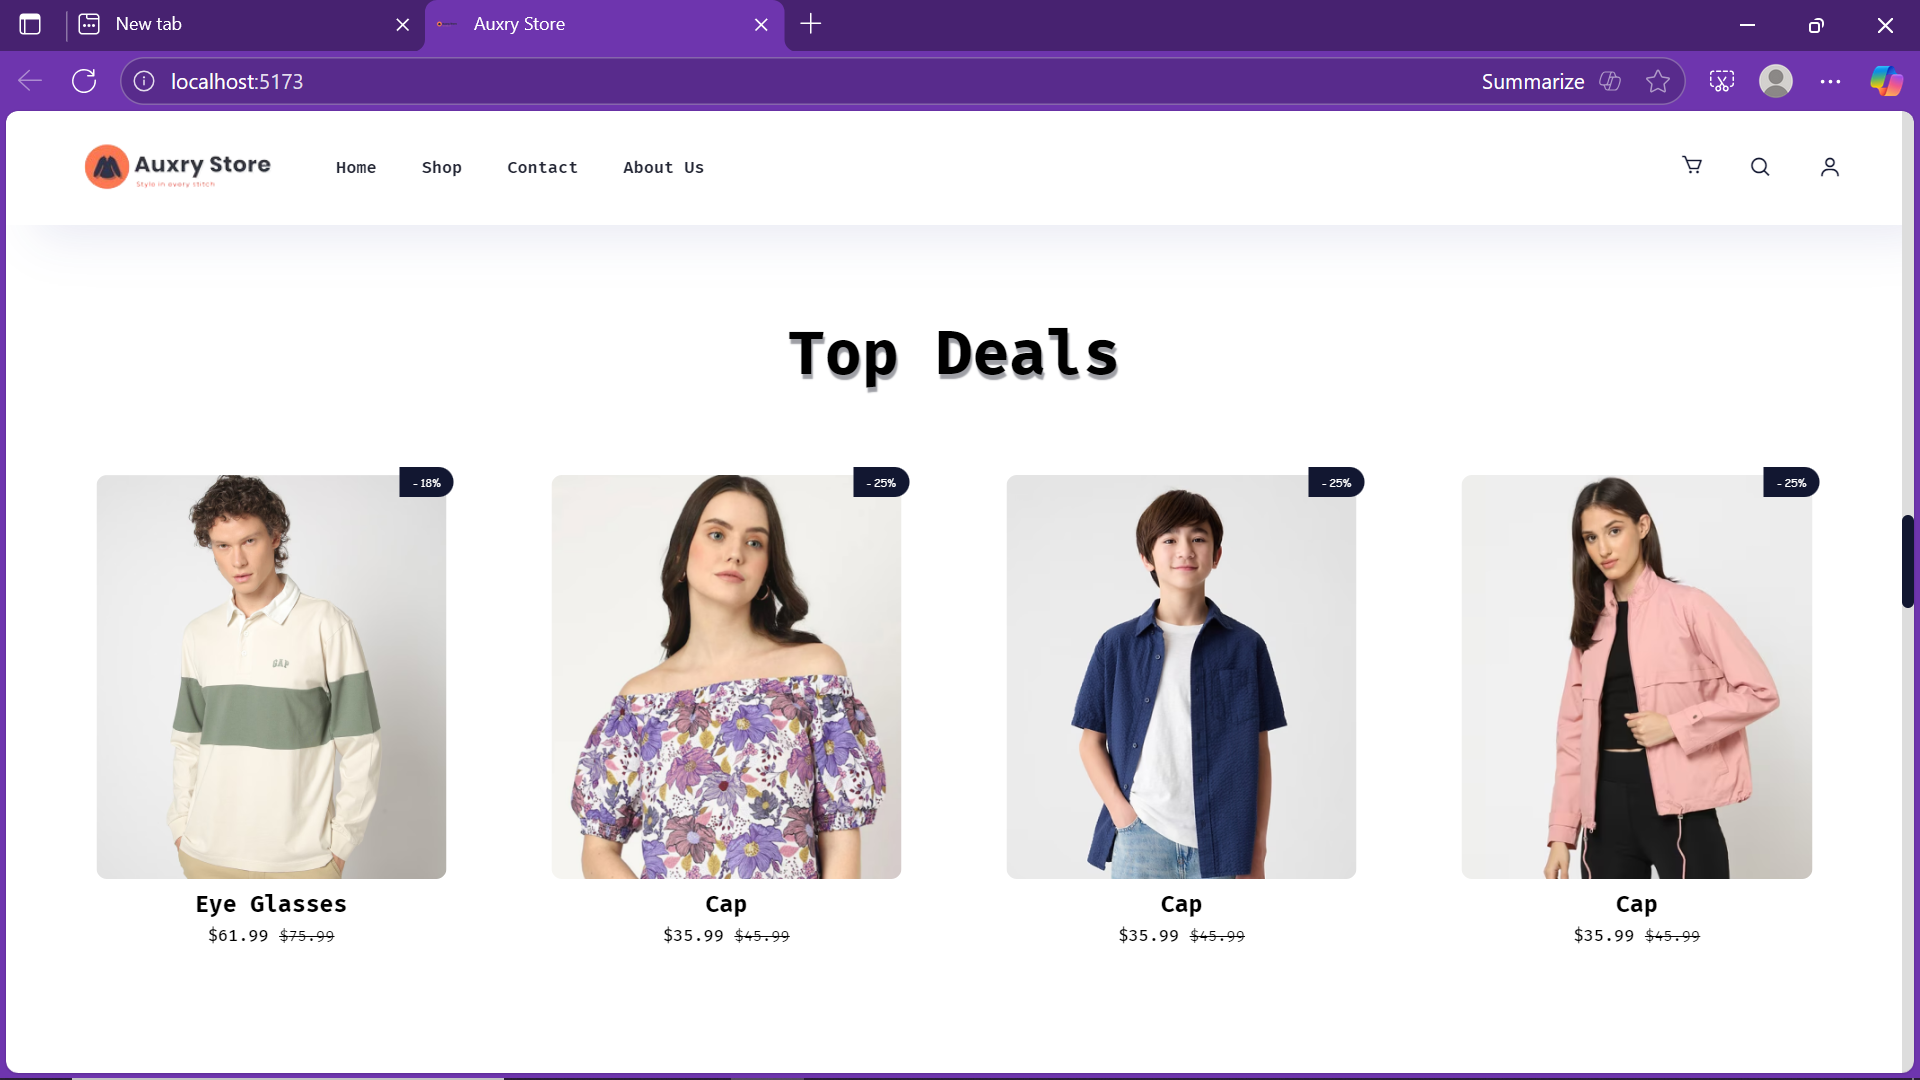 New tab
Auxry Store
localhost:5173
Summarize
Auxry Store
Style in every stitch
Home
Shop
Contact
About Us
Top Deals
- 18%
- 25%
- 25%
- 25%
GAP
Eye Glasses
Cap
Cap
Cap
$61.99 $75.99
$35.99 $45.99
$35.99 $45.99
$35.99 $45.99